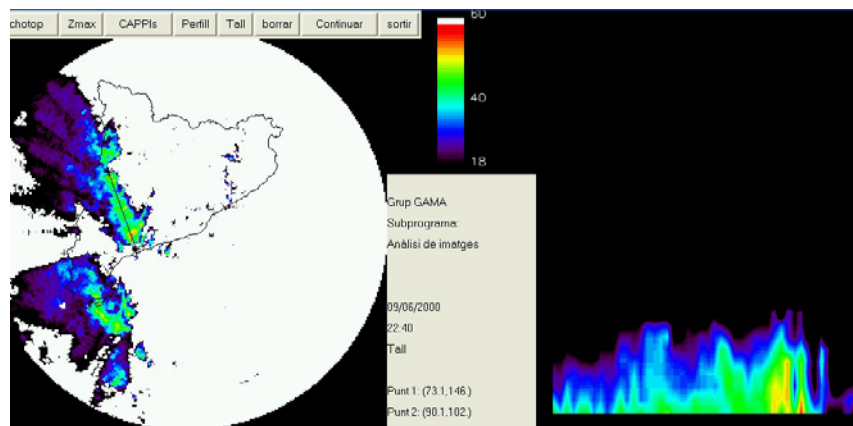 chotop Zmax CAPPIs Perfill Tall borrar Continuar sortir
60
40
18
Grup GAMA
Subprograma:
Anàlisi de imatges
09/06/2000
22:40
Tall
Punt 1: (73.1,146.)
Punt 2: (90.1.102.)